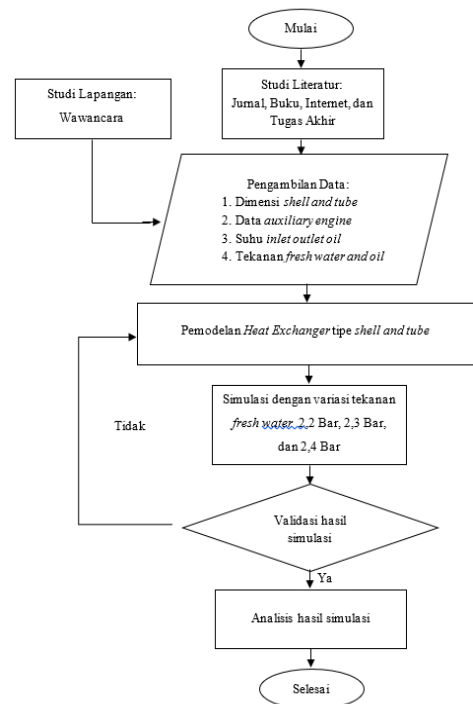 Mulai
Studi Lapangan:
Wawancara
Studi Literatur:
Jurnal, Buku, Internet, dan
Tugas Akhir
Pengambilan Data:
1. Dimensi shell and tube
2. Data auxiliary engine
3. Suhu inlet outlet oil
4. Tekanan fresh water and oil
Pemodelan Heat Exchanger tipe shell and tube
Simulasi dengan variasi tekanan
fresh water 2,2 Bar, 2,3 Bar,
dan 2,4 Bar
Tidak
Validasi hasil
simulasi
Ya
Analisis hasil simulasi
Selesai